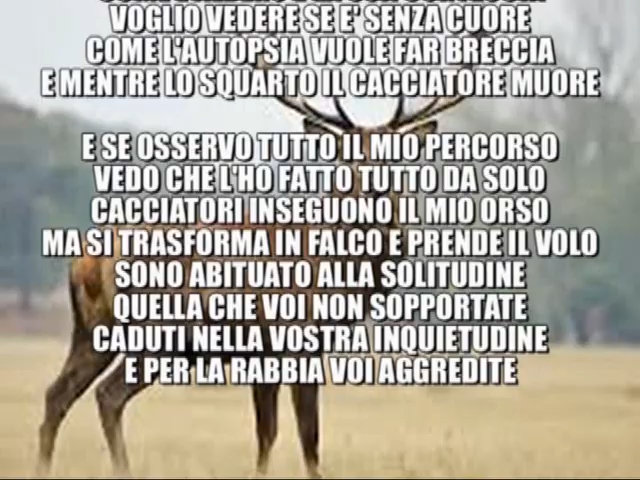 VOGLIO VEDERE SE E' SENZA CUORE
COME L'AUTOPSIA VUOLE FAR BRECCIA
E MENTRE LO SQUARTO IL CACCIATORE MUORE
E SE OSSERVO TUTTO IL MIO PERCORSO
VEDO CHE L'HO FATTO TUTTO DA SOLO
CACCIATORI INSEGUONO IL MIO ORSO
MA SI TRASFORMA IN FALCO E PRENDE IL VOLO
SONO ABITUATO ALLA SOLITUDINE
QUELLA CHE VOI NON SOPPORTATE
CADUTI NELLA VOSTRA INQUIETUDINE
E PER LA RABBIA VOI AGGREDITE